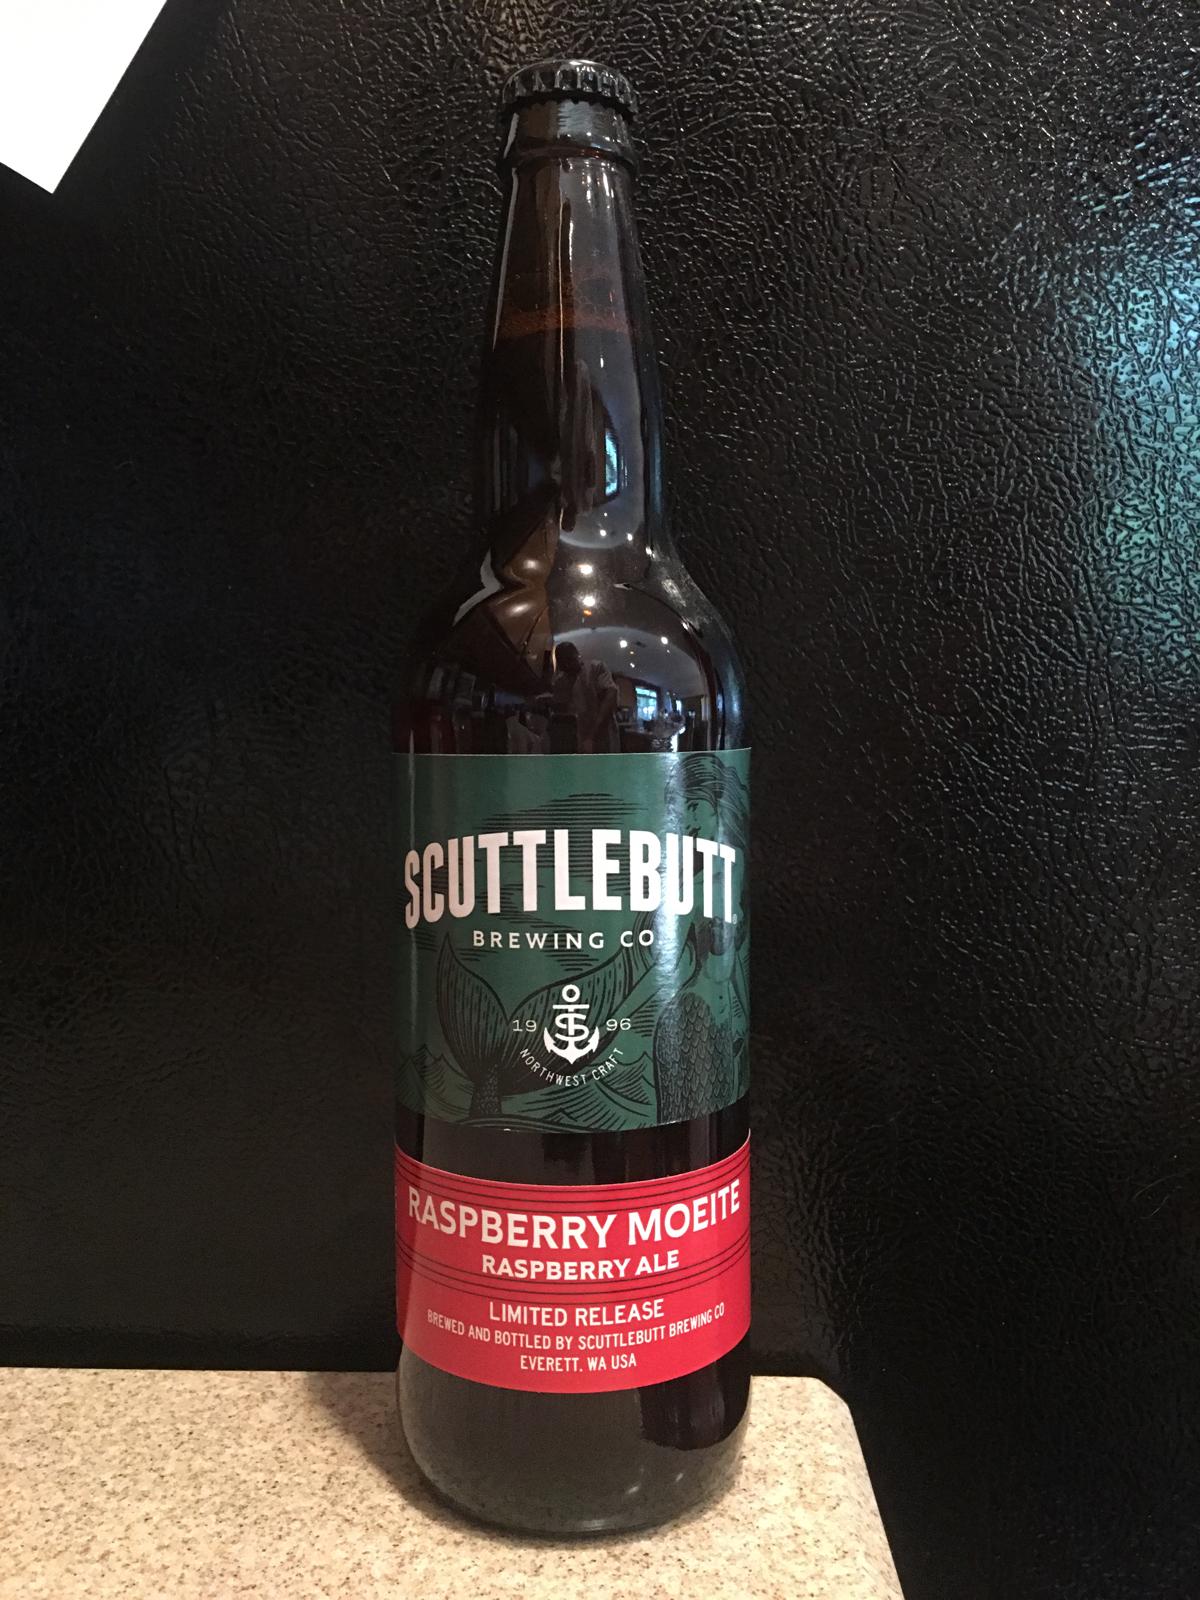 SCUTTLEBUTT
BREWING CO
19 S 96
NORTHWEST CRAFT
RASPBERRY MOEITE
RASPBERRY ALE
LIMITED RELEASE
BREWED AND BOTTLED BY SCUTTLEBUTT BREWING CO
EVERETT, WA USA